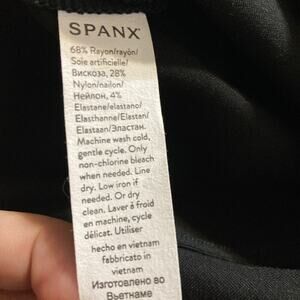 SPANX®
68% Rayon/rayón/
Soie artificielle/
Вискоза, 28%
Nylon/nailon/
Нейлон, 4%
Elastane/elastano/
Elasthanne/Elastan/
Elastaan/Эластан.
Machine wash cold,
gentle cycle. Only
non-chlorine bleach
when needed. Line
dry. Low iron if
needed. Or dry
clean. Laver à froid
en machine, cycle
délicat. Utiliser
hecho en vietnam
fabbricato in
vietnam
Изготовлено во
Вьетнаме